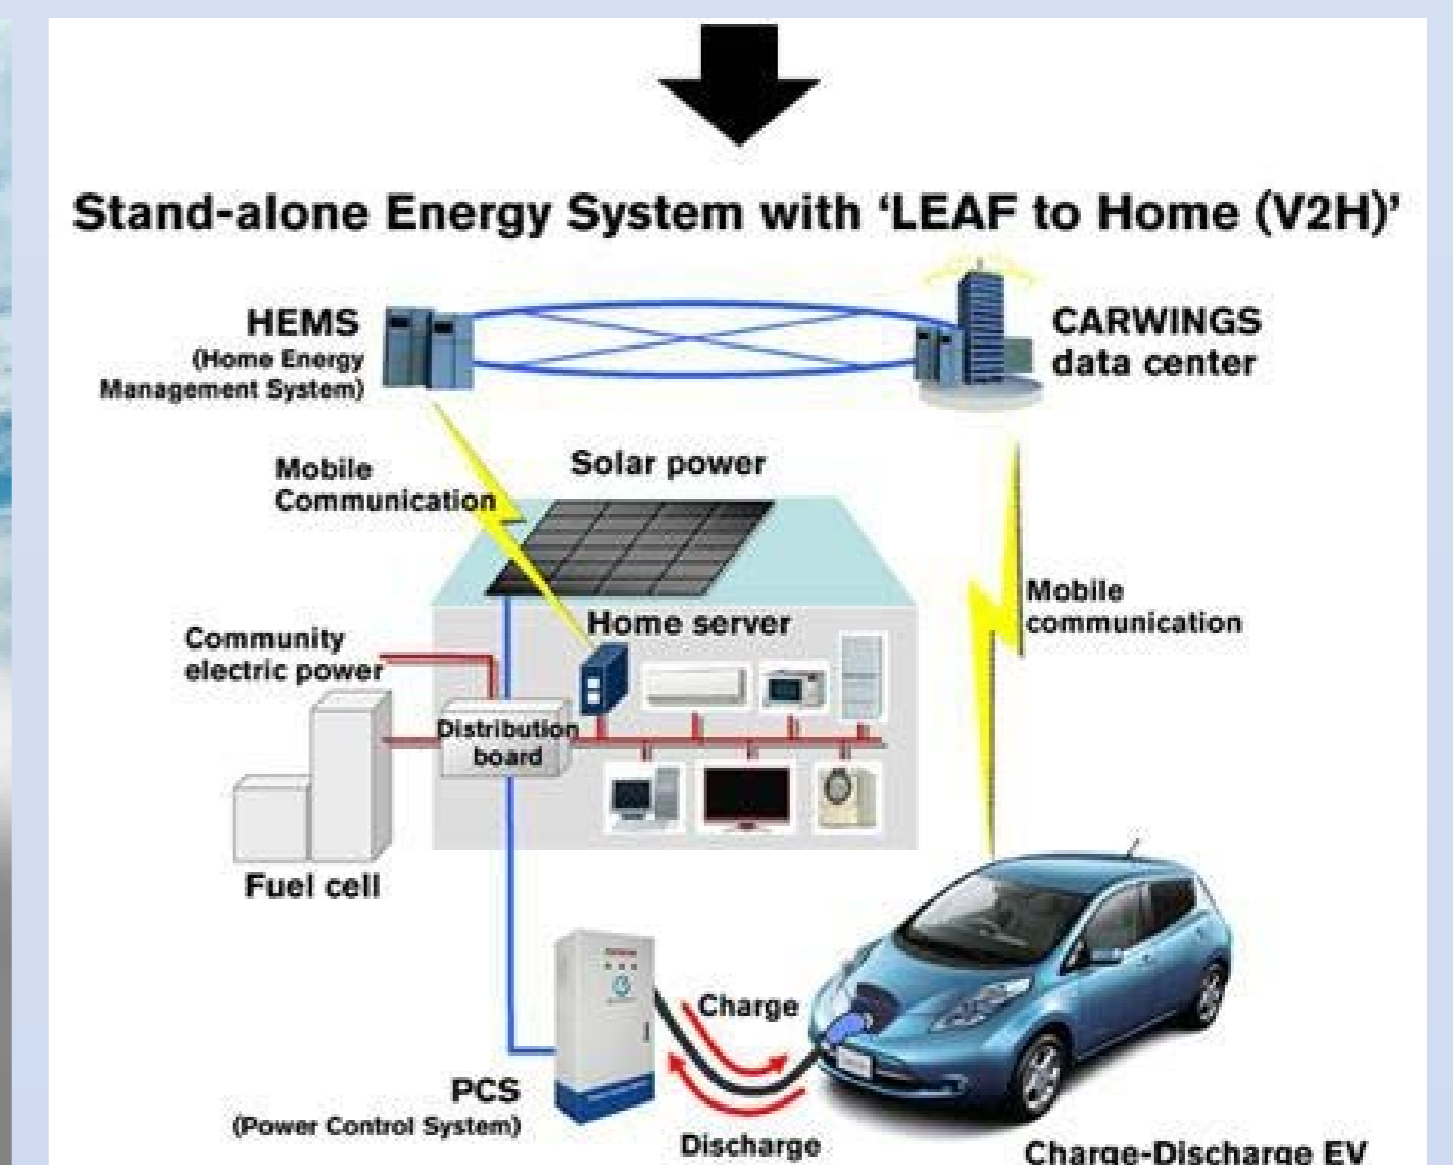 Stand-alone Energy System with ‘LEAF to Home (V2H)’
HEMS
(Home Energy
Management System)
CARWINGS
data center
Mobile
Communication
Solar power
Mobile
communication
Home server
Community
electric power
Distribution
board
Fuel cell
Charge
PCS
(Power Control System)
Discharge
Charge-Discharge EV